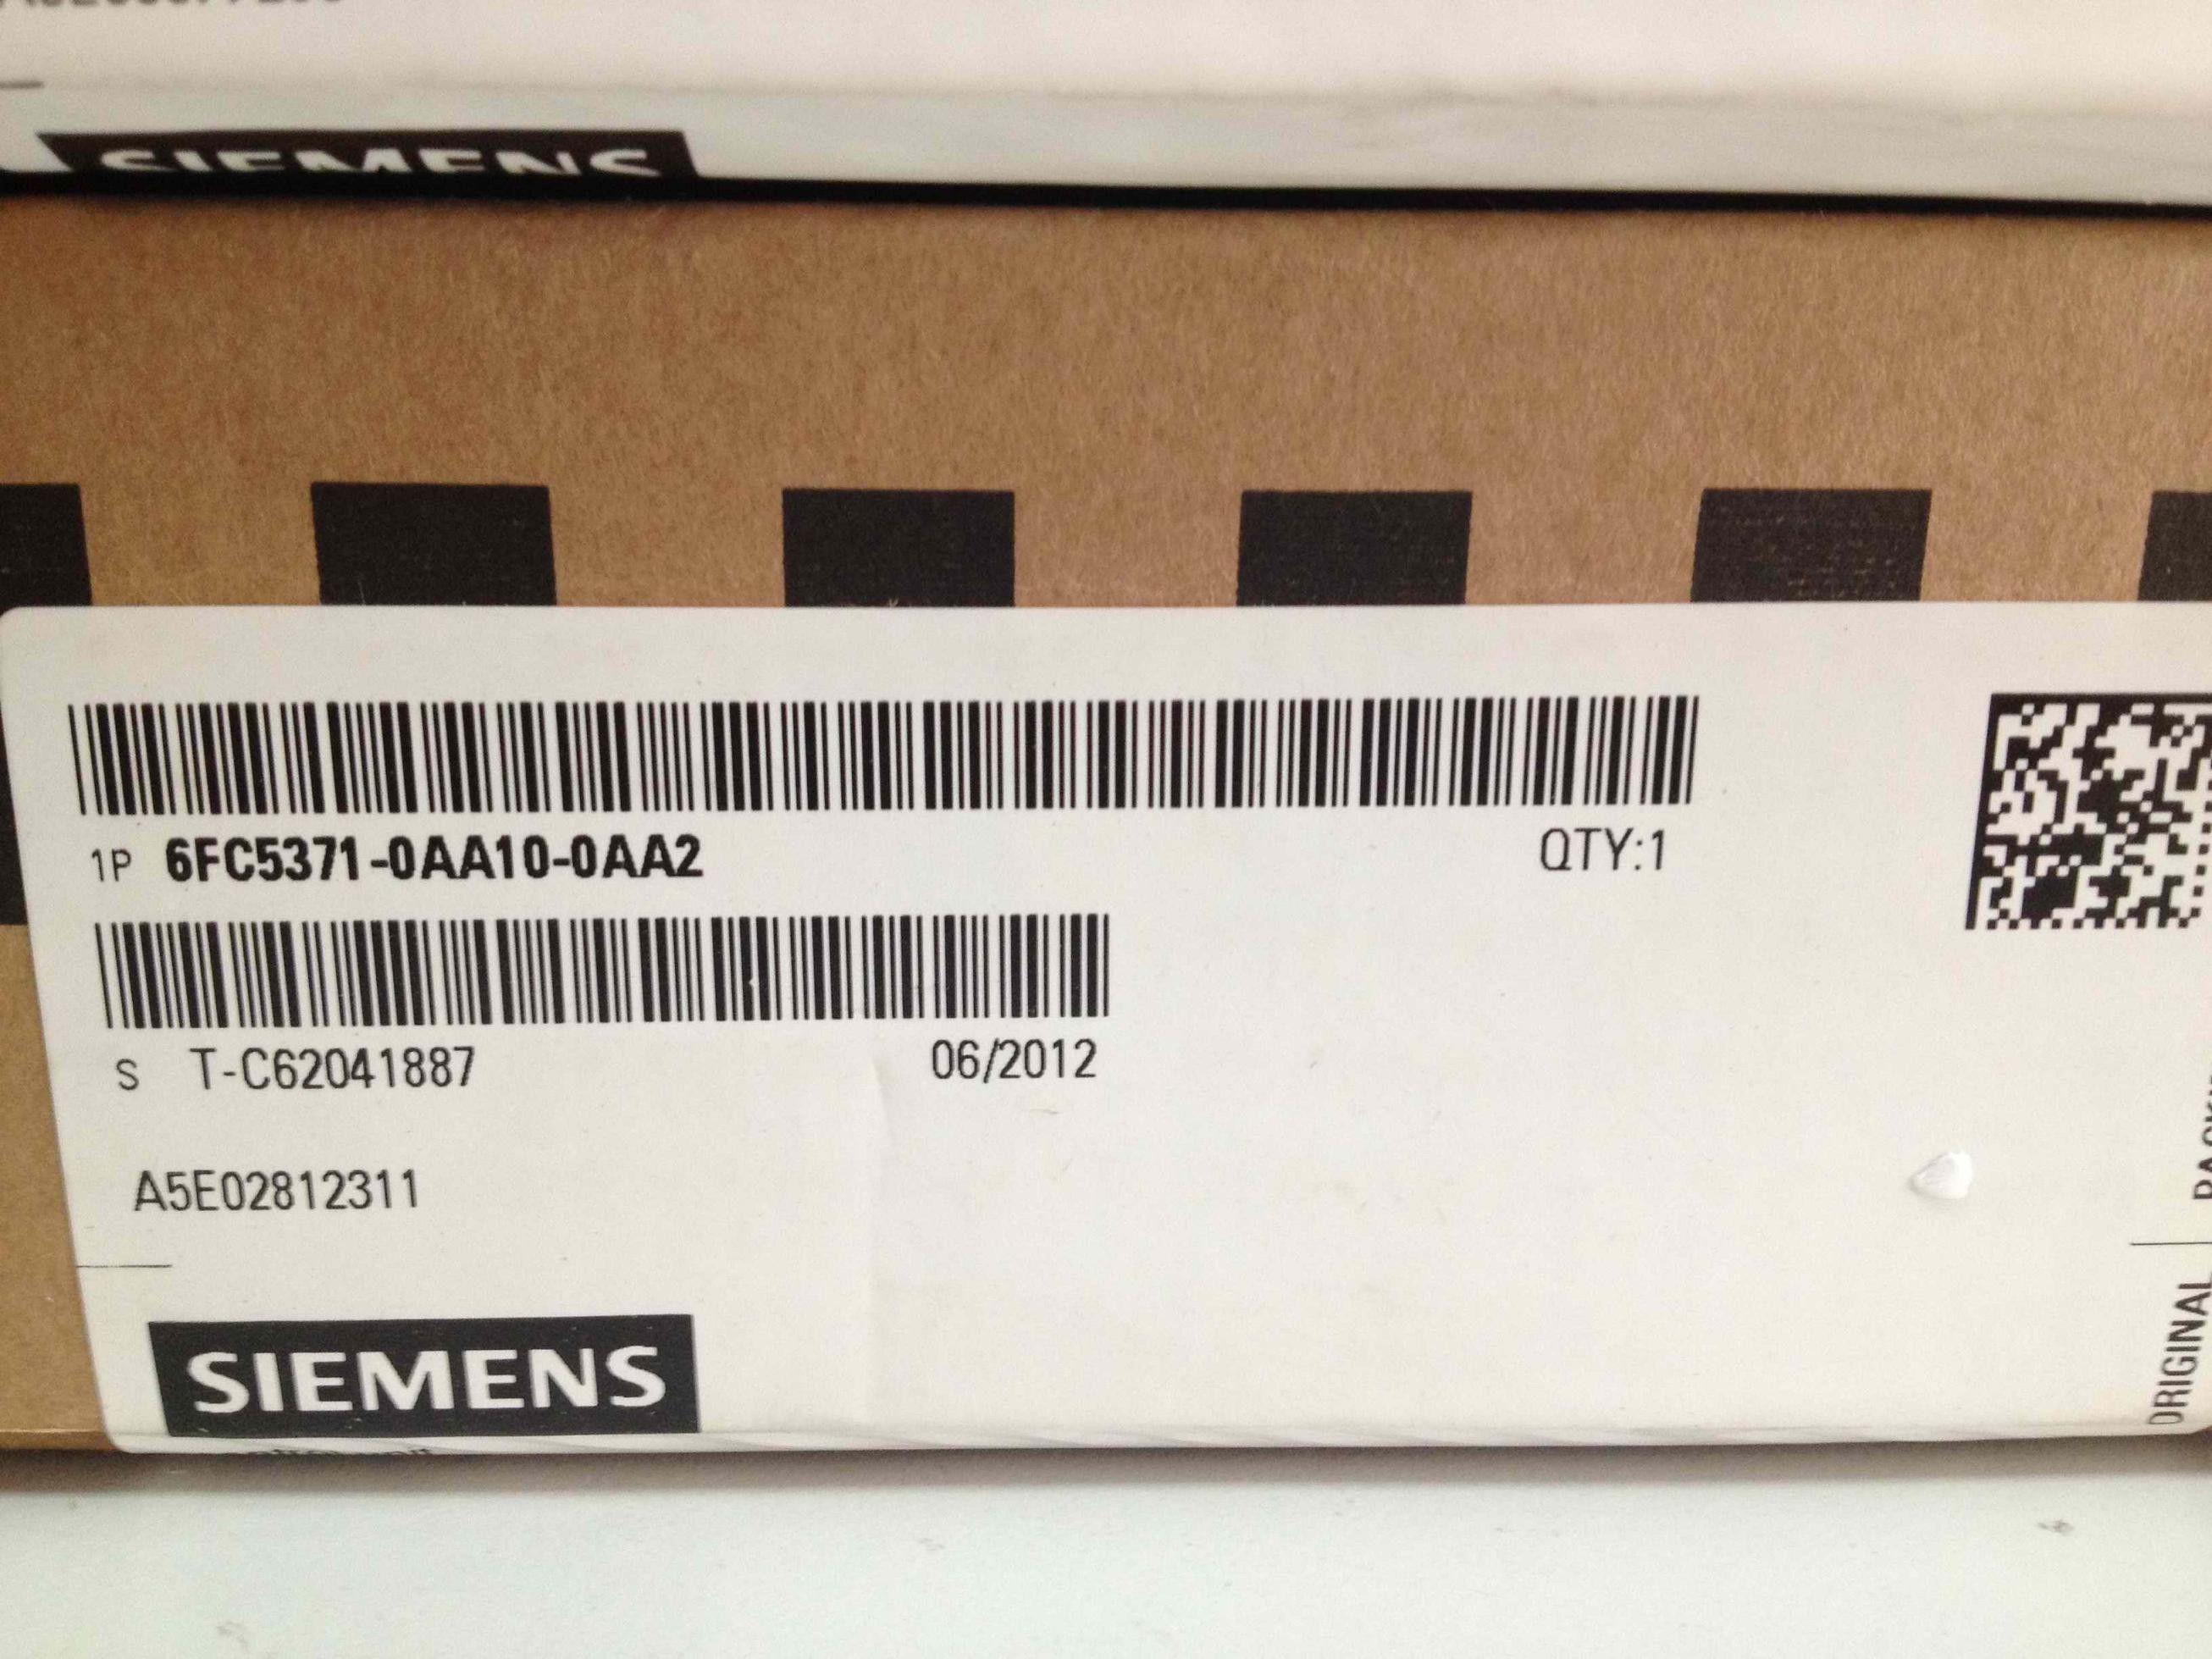 SIEMENS
1P 6FC5371-0AA10-0AA2 QTY:1
S T-C62041887 06/2012
A5E02812311
SIEMENS
ORIGINAL